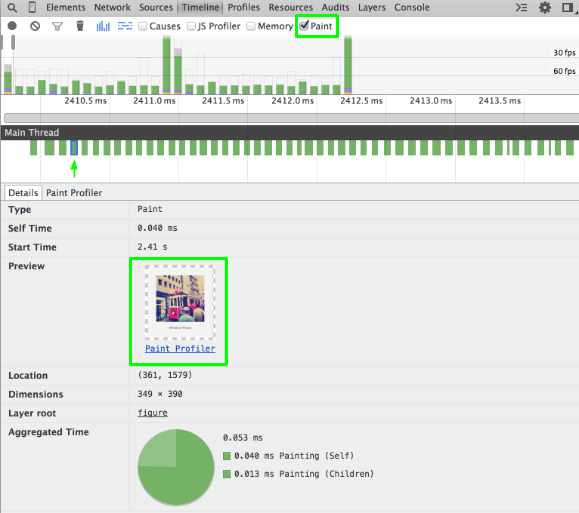 Elements Network Sources Timeline Profiles Resources Audits Layers Console
Causes JS Profiler Memory Paint
30 fps
60 fps
2410.5 ms 2411.0 ms 2411.5 ms 2412.0 ms 2412.5 ms 2413.0 ms 2413.5 ms
Main Thread
Details Paint Profiler
Type Paint
Self Time 0.040 ms
Start Time 2.41 s
Preview
Paint Profiler
Location (361, 1579)
Dimensions 349 × 390
Layer root figure
Aggregated Time 0.053 ms
0.040 ms Painting (Self)
0.013 ms Painting (Children)